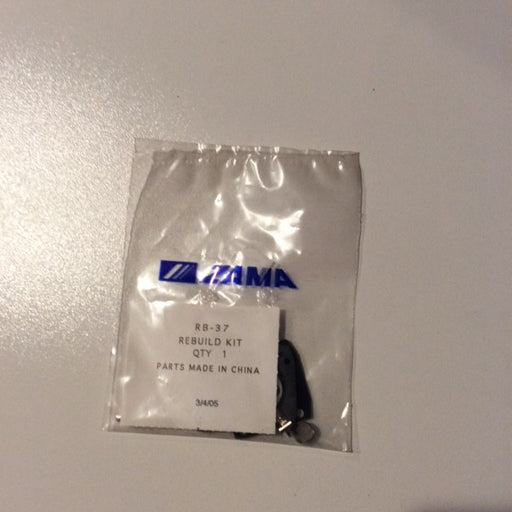 ZAMA
RB-37
REBUILD KIT
QTY 1
PARTS MADE IN CHINA
3/4/05